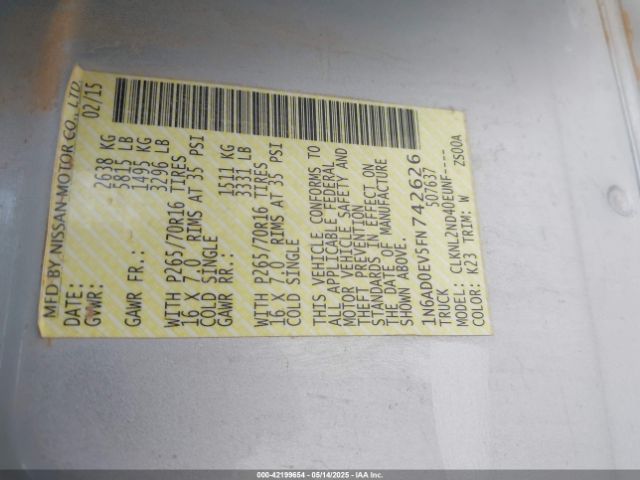 MFD BY NISSAN MOTOR CO., LTD.
DATE: 02/15
GVWR: 2638 KG
5815 LB
GAWR FR.: 1495 KG
3296 LB
WITH P265/70R16 TIRES
16 X 7.0 RIMS AT 35 PSI
COLD SINGLE
GAWR RR.: 1511 KG
3331 LB
WITH P265/70R16 TIRES
16 X 7.0 RIMS AT 35 PSI
COLD SINGLE
THIS VEHICLE CONFORMS TO
ALL APPLICABLE FEDERAL
MOTOR VEHICLE SAFETY AND
THEFT PREVENTION
STANDARDS IN EFFECT ON
THE DATE OF MANUFACTURE
SHOWN ABOVE.
1N6AD0EV5FN742626
TRUCK 507637
MODEL: CLKNL2ND40EUNF----
COLOR: K23 TRIM: W ZS00A
000-42199654 05/14/2025 IAA Inc.